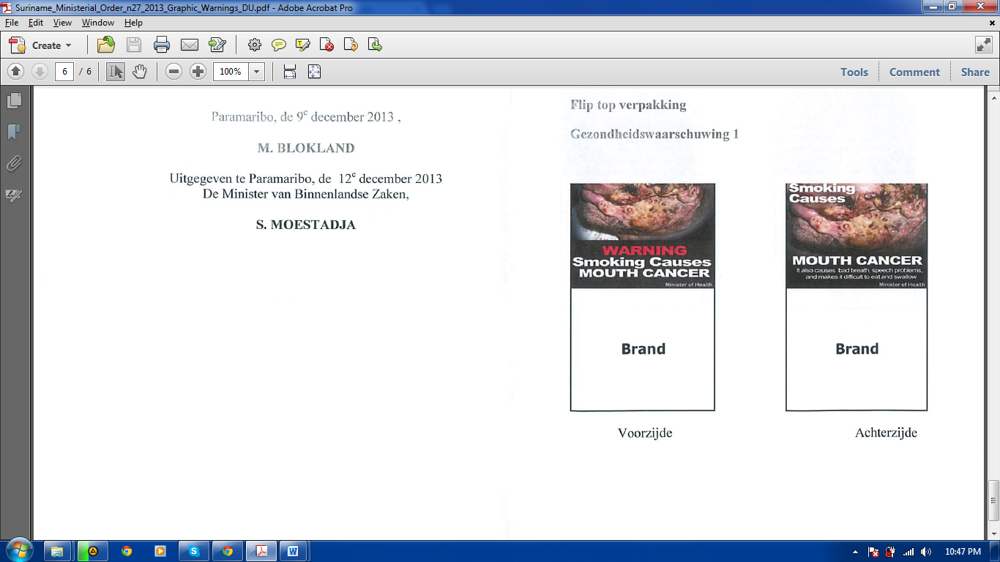 Suriname_Ministerial_Order_n27_2013_Graphic_Warnings_DU.pdf - Adobe Acrobat Pro
File Edit View Window Help
Create
6 / 6 100% Tools Comment Share
Paramaribo, de 9e december 2013 ,
M. BLOKLAND
Uitgegeven te Paramaribo, de 12e december 2013
De Minister van Binnenlandse Zaken,
S. MOESTADJA
Flip top verpakking
Gezondheidswaarschuwing 1
WARNING
Smoking Causes
MOUTH CANCER
Minister of Health
Brand
Voorzijde
Smoking
Causes
MOUTH CANCER
It also causes bad breath, speech problems,
and makes it difficult to eat and swallow
Minister of Health
Brand
Achterzijde
10:47 PM